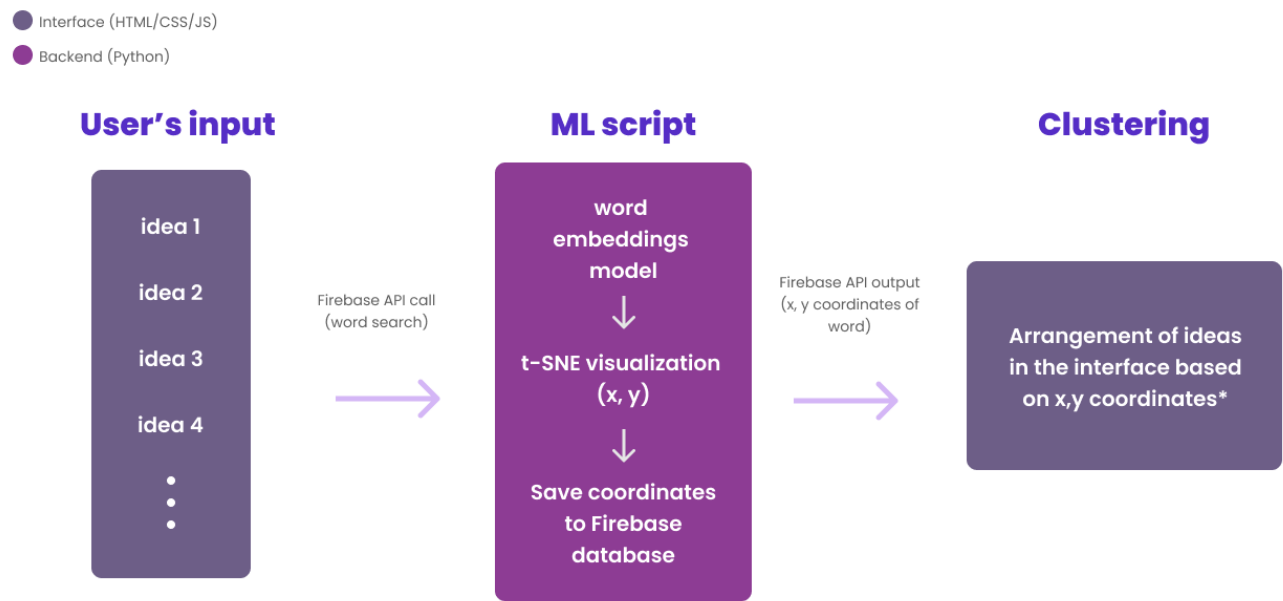 Interface (HTML/CSS/JS)
Backend (Python)
User’s input
idea 1
idea 2
idea 3
idea 4
Firebase API call
(word search)
ML script
word
embeddings
model
t-SNE visualization
(x, y)
Save coordinates
to Firebase
database
Firebase API output
(x, y coordinates of
word)
Clustering
Arrangement of ideas
in the interface based
on x,y coordinates*